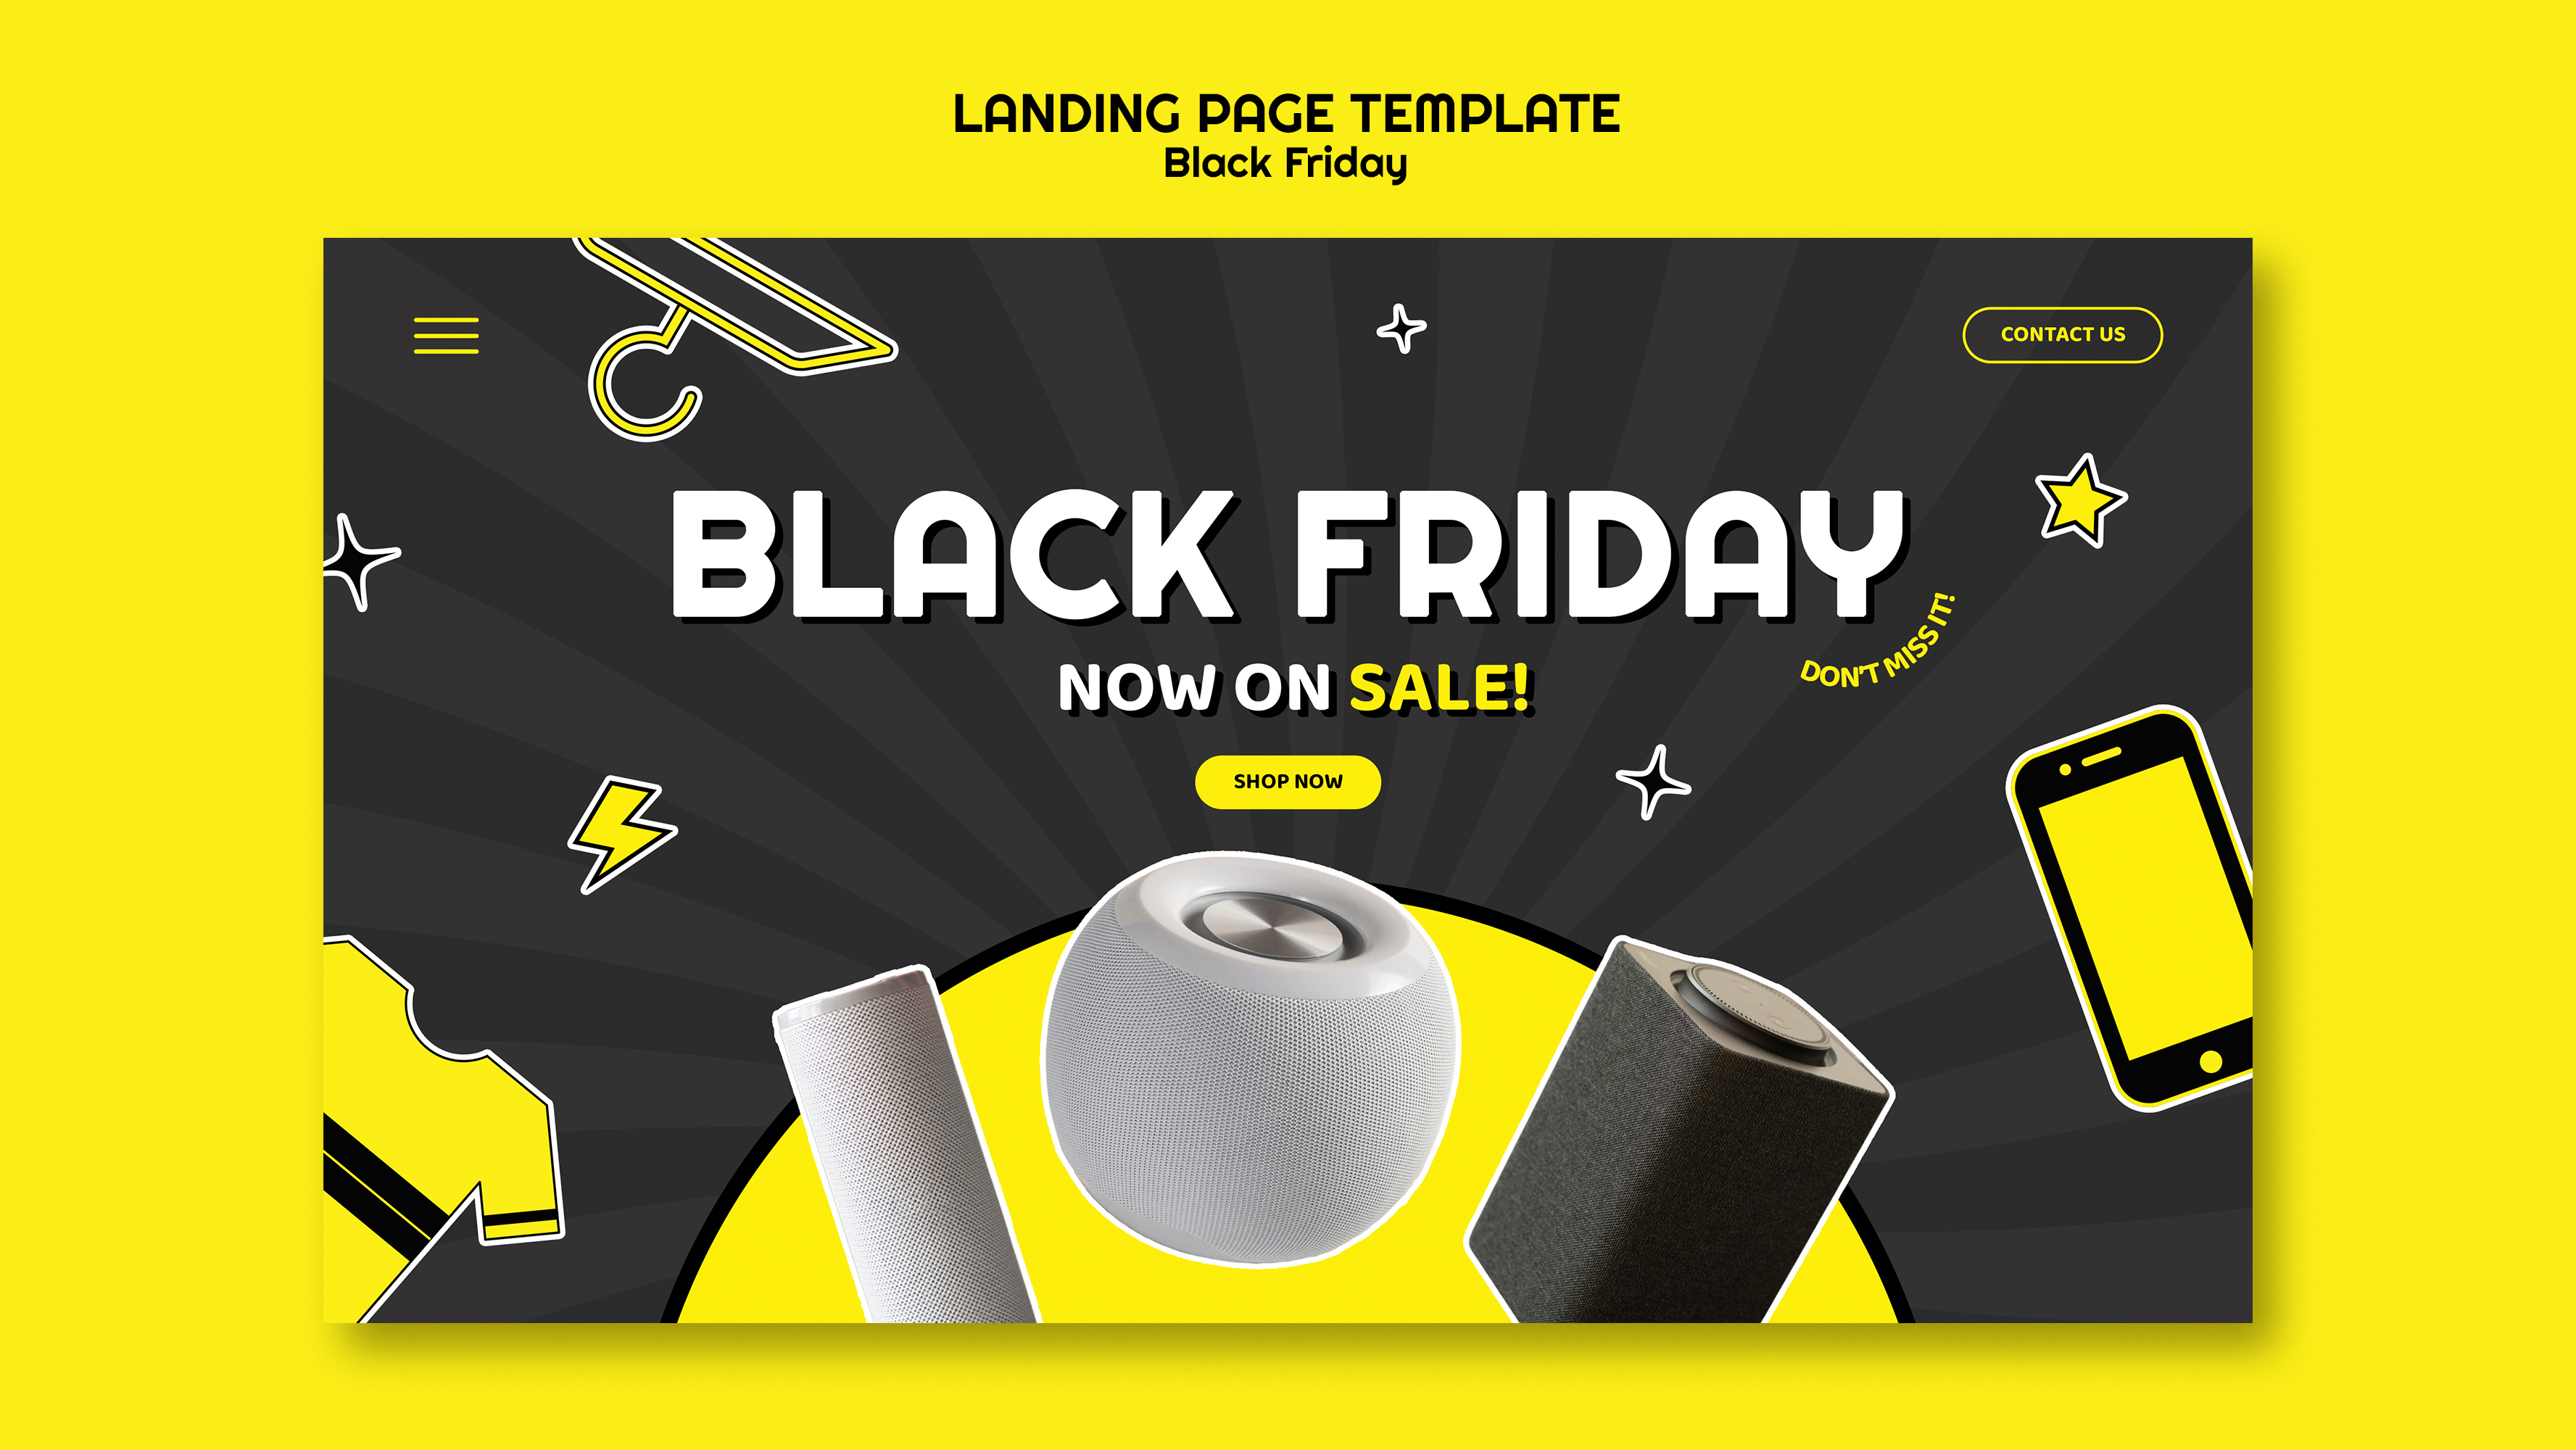 LANDING PAGE TEMPLATE
Black Friday
CONTACT US
BLACK FRIDAY
DON'T MISS IT!
NOW ON SALE!
SHOP NOW